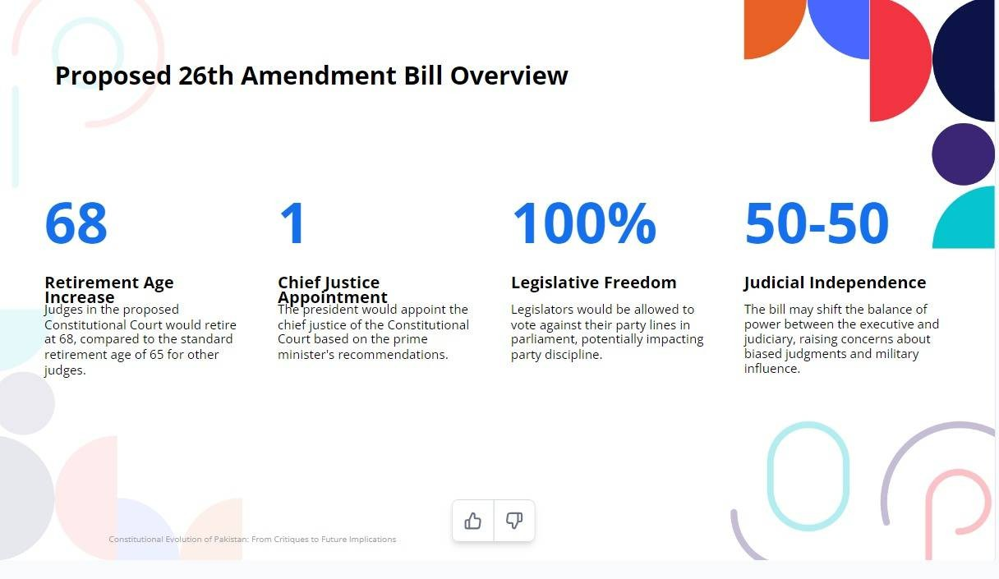 Proposed 26th Amendment Bill Overview
68
Retirement Age
Increase
Judges in the proposed
Constitutional Court would retire
at 68, compared to the standard
retirement age of 65 for other
judges.
1
Chief Justice
Appointment
The president would appoint the
chief justice of the Constitutional
Court based on the prime
minister's recommendations.
100%
Legislative Freedom
Legislators would be allowed to
vote against their party lines in
parliament, potentially impacting
party discipline.
50-50
Judicial Independence
The bill may shift the balance of
power between the executive and
judiciary, raising concerns about
biased judgments and military
influence.
Constitutional Evolution of Pakistan: From Critiques to Future Implications